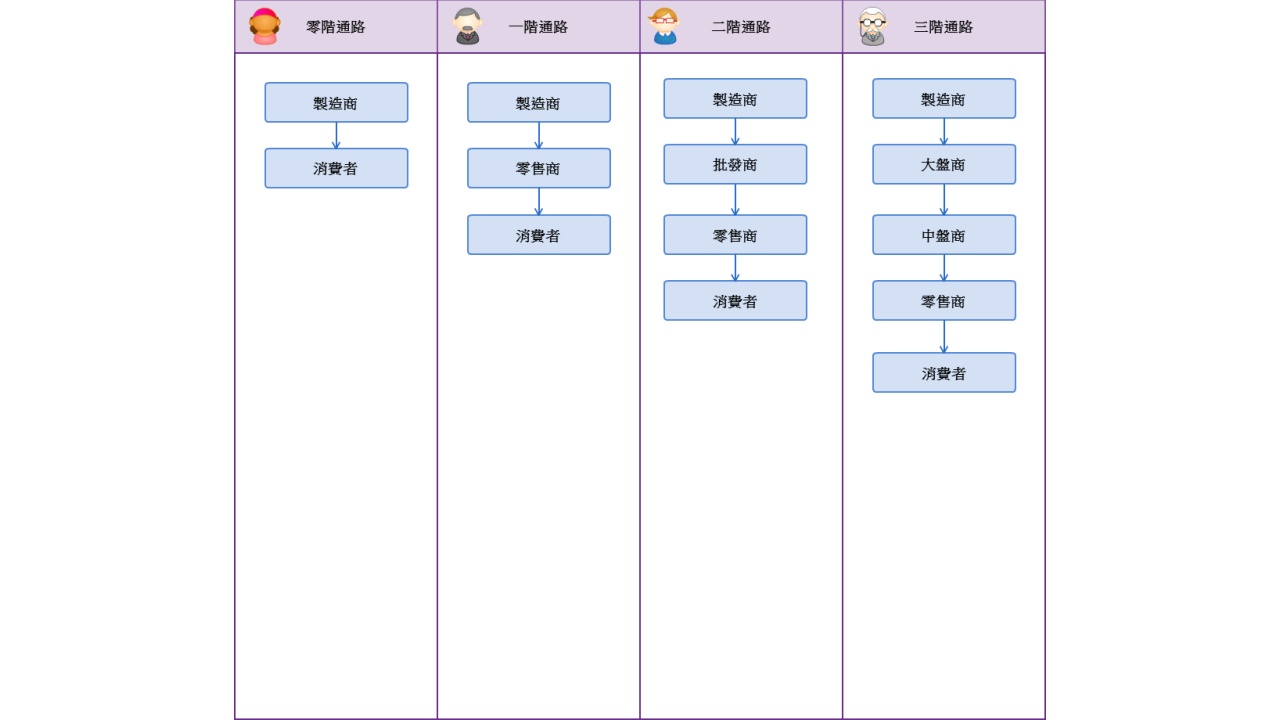 零階通路
一階通路
二階通路
三階通路
製造商
消費者
製造商
零售商
消費者
製造商
批發商
零售商
消費者
製造商
大盤商
中盤商
零售商
消費者